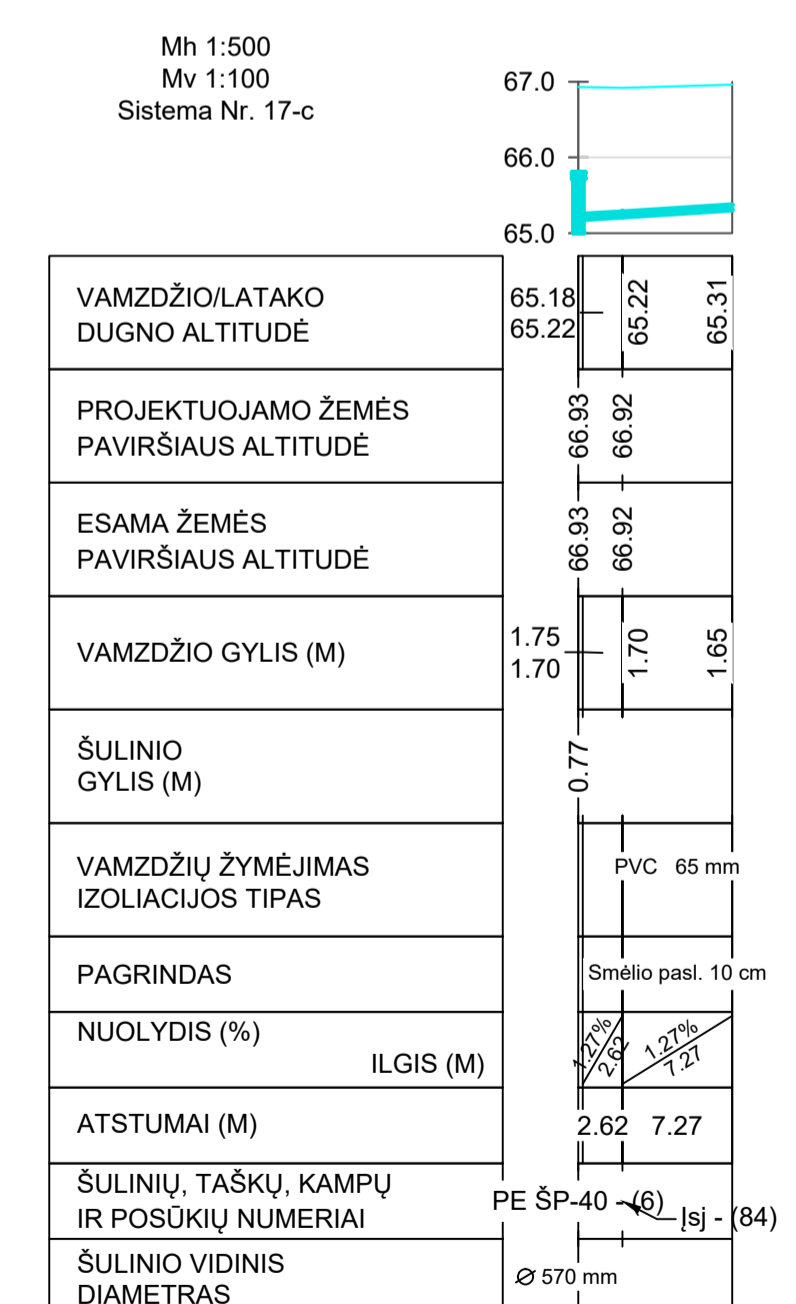 Mh 1:500
Mv 1:100
Sistema Nr. 17-c
67.0
66.0
65.0
VAMZDŽIO/LATAKO
DUGNO ALTITUDĖ
65.18
65.22
65.22
65.31
PROJEKTUOJAMO ŽEMĖS
PAVIRŠIAUS ALTITUDĖ
66.93
66.92
ESAMA ŽEMĖS
PAVIRŠIAUS ALTITUDĖ
66.93
66.92
VAMZDŽIO GYLIS (M)
1.75
1.70
1.70
1.65
ŠULINIO
GYLIS (M)
0.77
VAMZDŽIŲ ŽYMĖJIMAS
IZOLIACIJOS TIPAS
PVC 65 mm
PAGRINDAS
Smėlio pasl. 10 cm
NUOLYDIS (%)
ILGIS (M)
1.27%
2.62
1.27%
7.27
ATSTUMAI (M)
2.62 7.27
ŠULINIŲ, TAŠKŲ, KAMPŲ
IR POSŪKIŲ NUMERIAI
PE ŠP-40 - (6)
Įsj - (84)
ŠULINIO VIDINIS
DIAMETRAS
Ø 570 mm